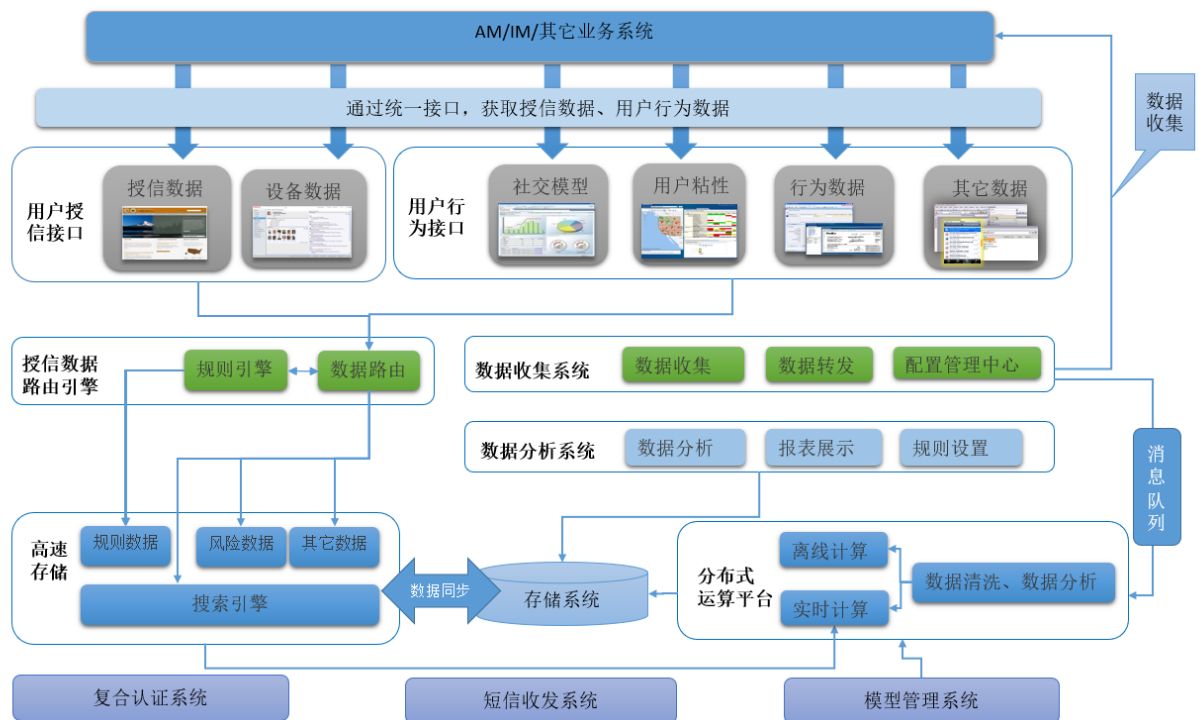 AM/IM/其它业务系统
通过统一接口，获取授信数据、用户行为数据
数据
收集
用户授
信接口
授信数据
设备数据
用户行
为接口
社交模型
用户粘性
行为数据
其它数据
授信数据
路由引擎
规则引擎
数据路由
数据收集系统
数据收集
数据转发
配置管理中心
数据分析系统
数据分析
报表展示
规则设置
消
息
队
列
高速
存储
规则数据
风险数据
其它数据
搜索引擎
数据同步
存储系统
分布式
运算平台
离线计算
实时计算
数据清洗、数据分析
复合认证系统
短信收发系统
模型管理系统